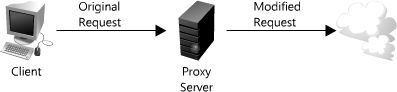 Original
Request
Modified
Request
Client
Proxy
Server